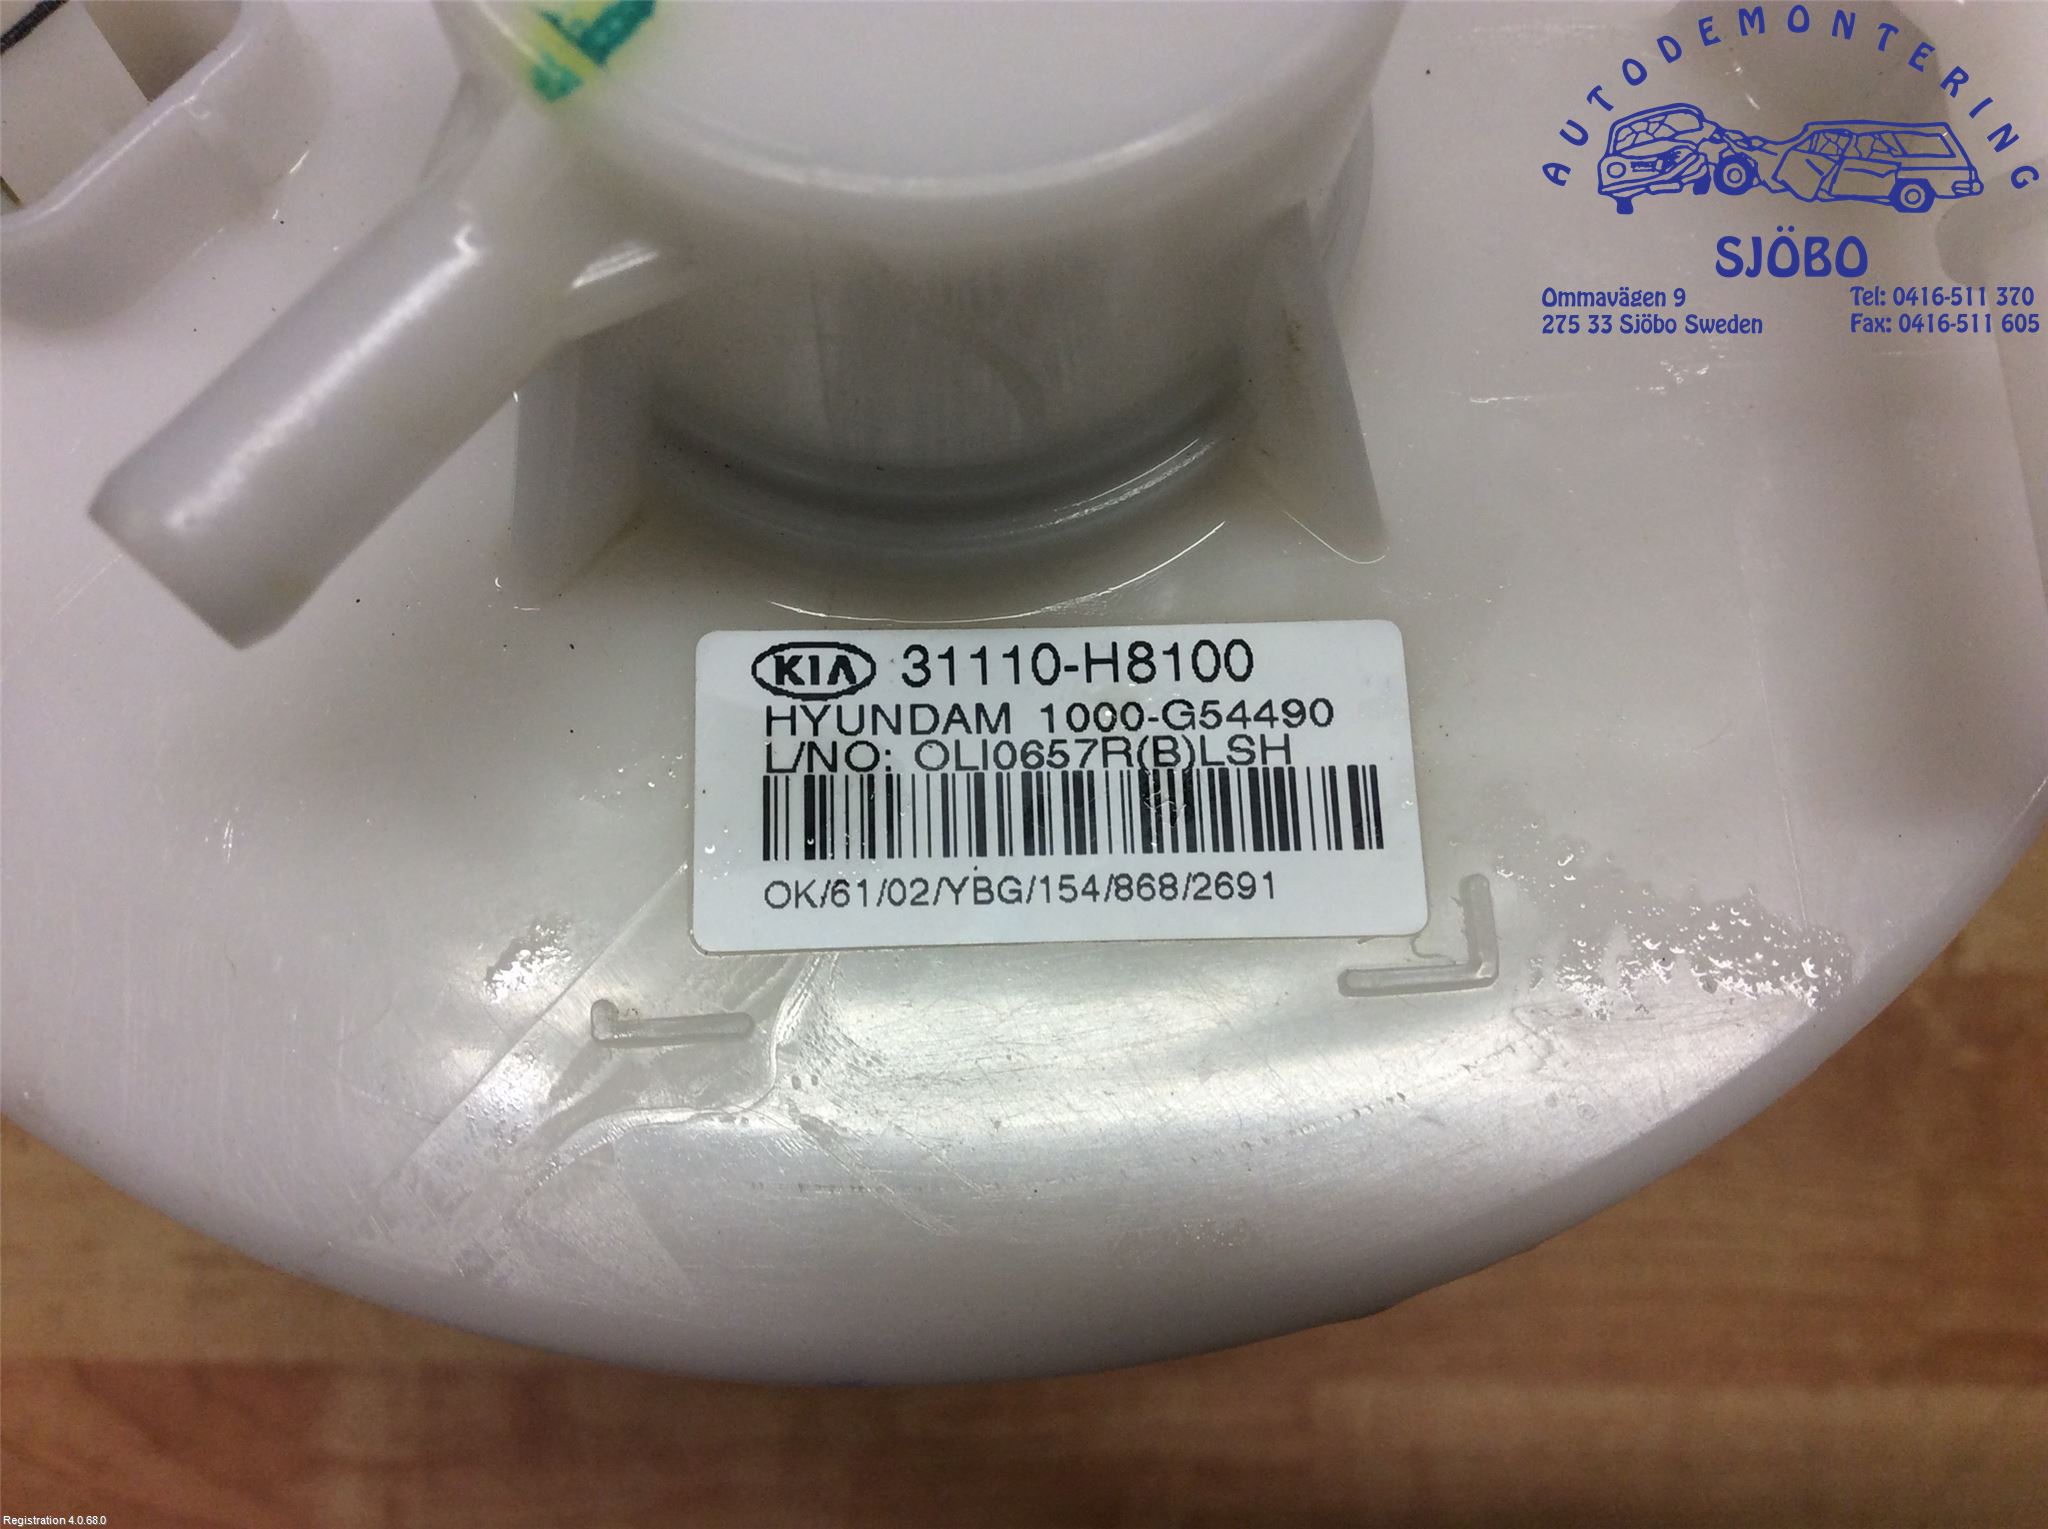 AUTODEMONTERING
SJÖBO
Ommavägen 9
Tel: 0416-511 370
275 33 Sjöbo Sweden
Fax: 0416-511 605
KIA 31110-H8100
HYUNDAM 1000-G54490
L/NO: OLI0657R(B)LSH
OK/61/02/YBG/154/868/2691
Registration 4.0.68.0